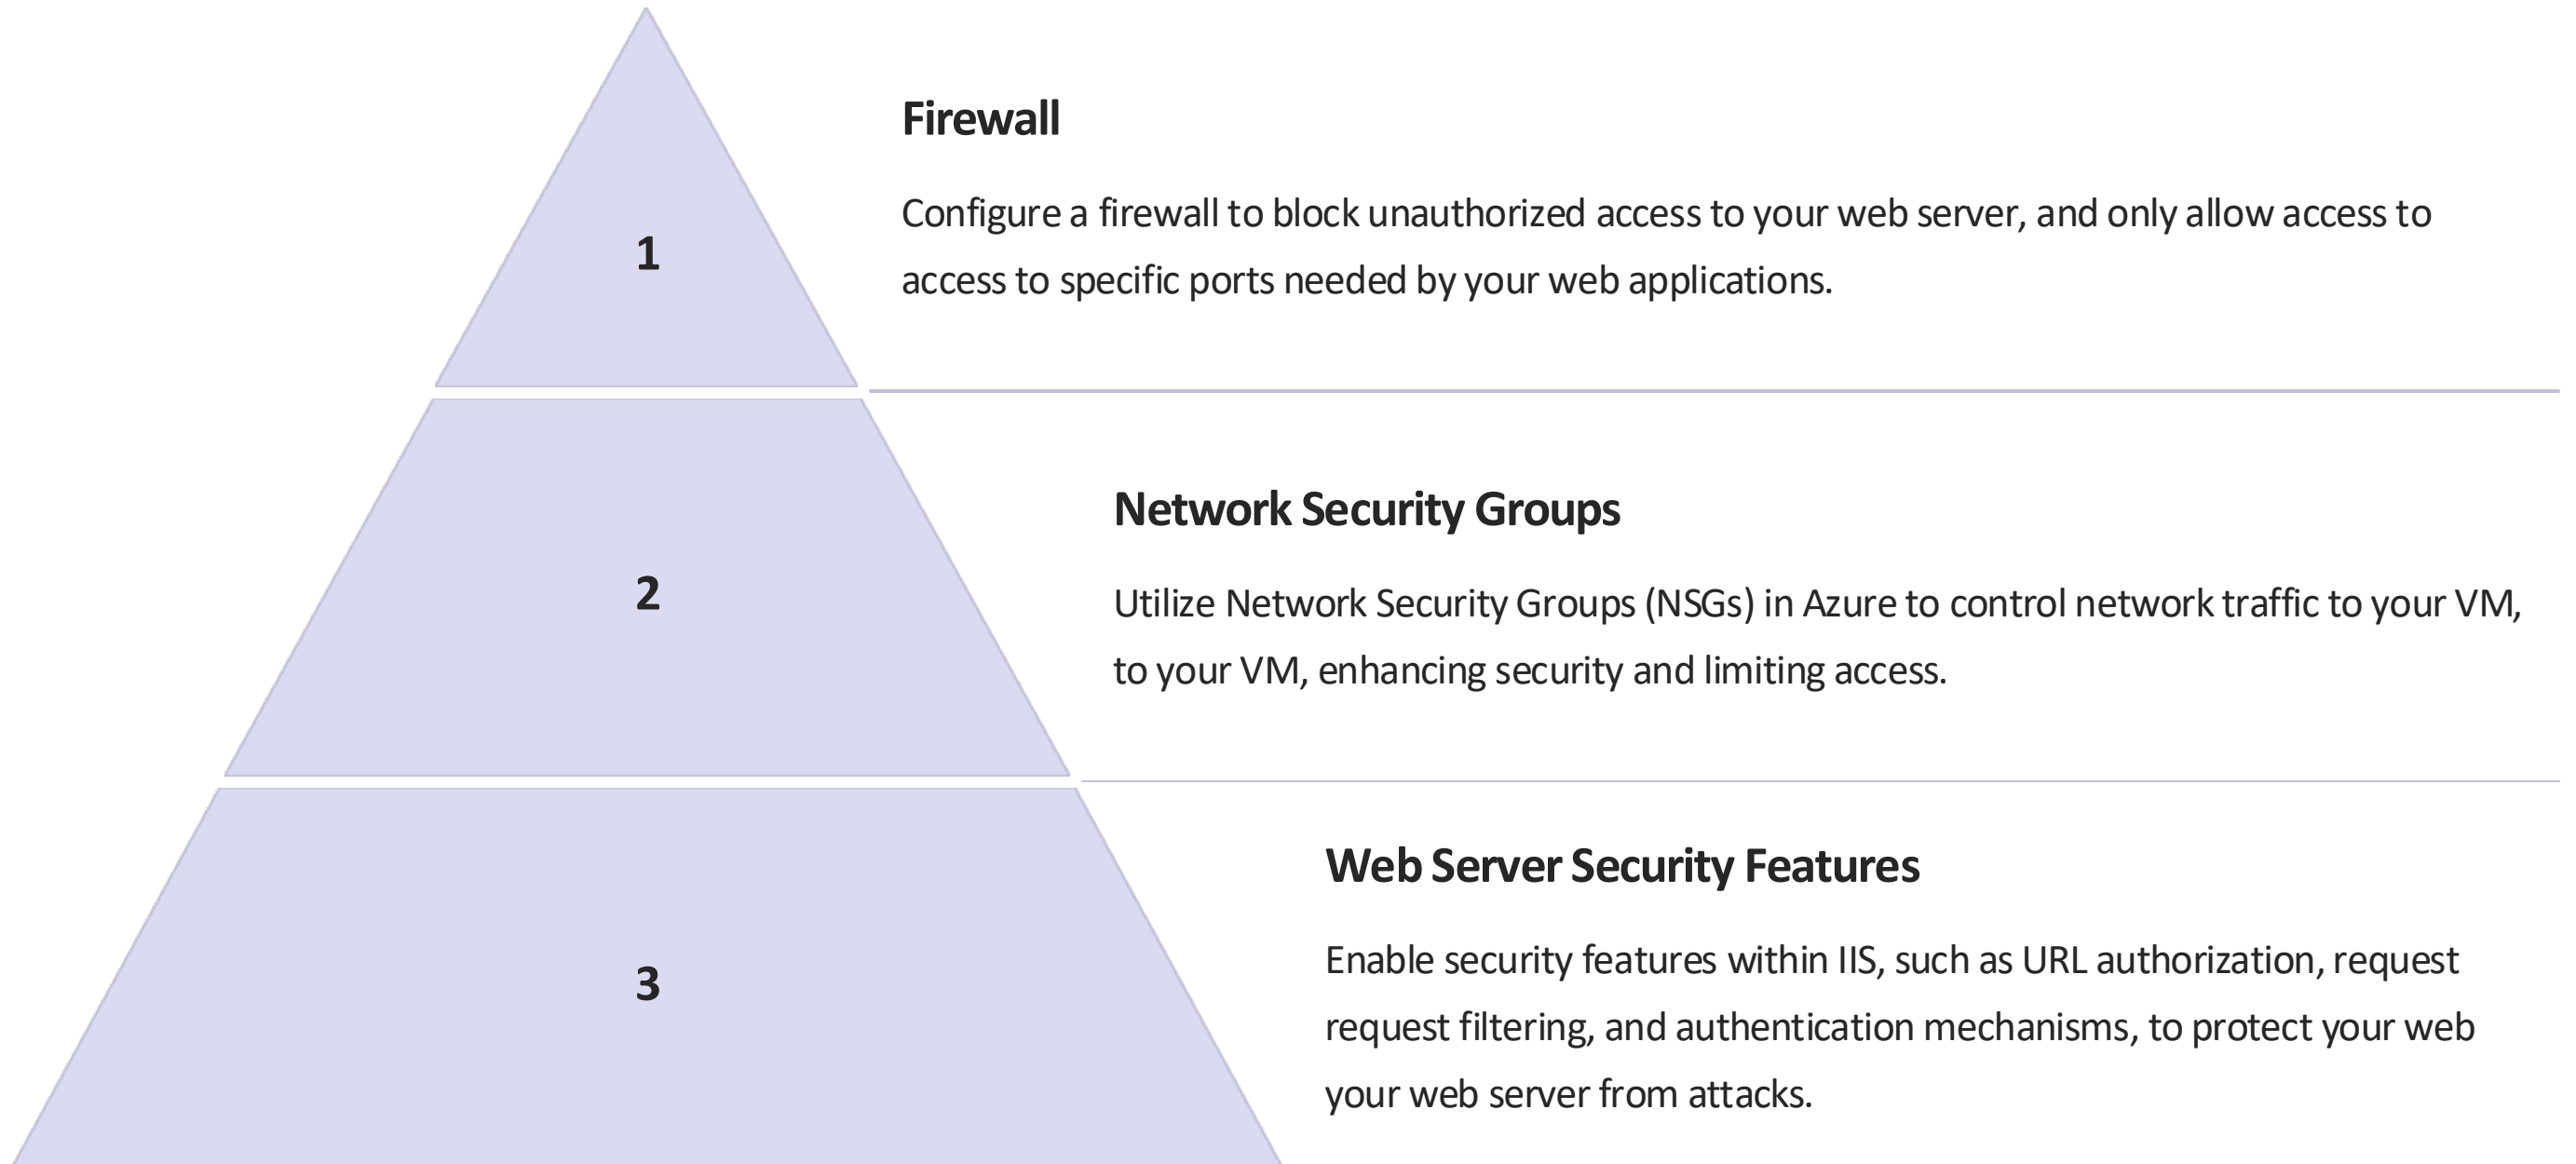 Firewall
Configure a firewall to block unauthorized access to your web server, and only allow access to
access to specific ports needed by your web applications.
1
Network Security Groups
Utilize Network Security Groups (NSGs) in Azure to control network traffic to your VM,
to your VM, enhancing security and limiting access.
2
Web Server Security Features
Enable security features within IIS, such as URL authorization, request
request filtering, and authentication mechanisms, to protect your web
your web server from attacks.
3